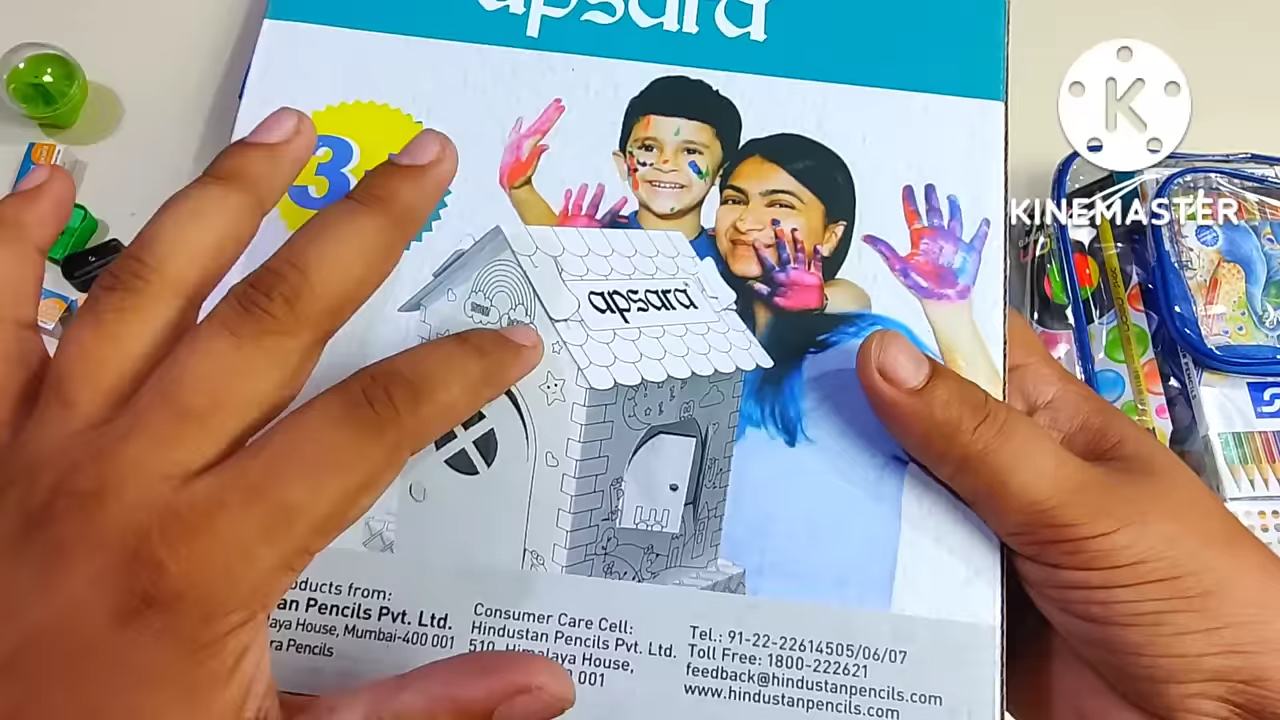 apsara
3
KINEMASTER
apsara
oducts from:
an Pencils Pvt. Ltd.
laya House, Mumbai-400 001
ra Pencils
Consumer Care Cell:
Hindustan Pencils Pvt. Ltd.
510, Himalaya House,
001
Tel.: 91-22-22614505/06/07
Toll Free: 1800-222621
feedback@hindustanpencils.com
www.hindustanpencils.com